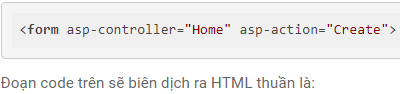 <form asp-controller="Home" asp-action="Create">
Đoạn code trên sẽ biên dịch ra HTML thuần là: